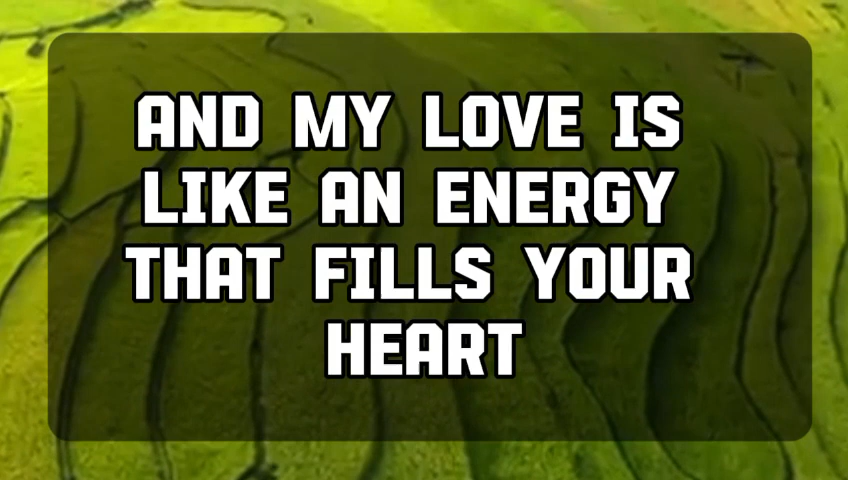 AND MY LOVE IS
LIKE AN ENERGY
THAT FILLS YOUR
HEART